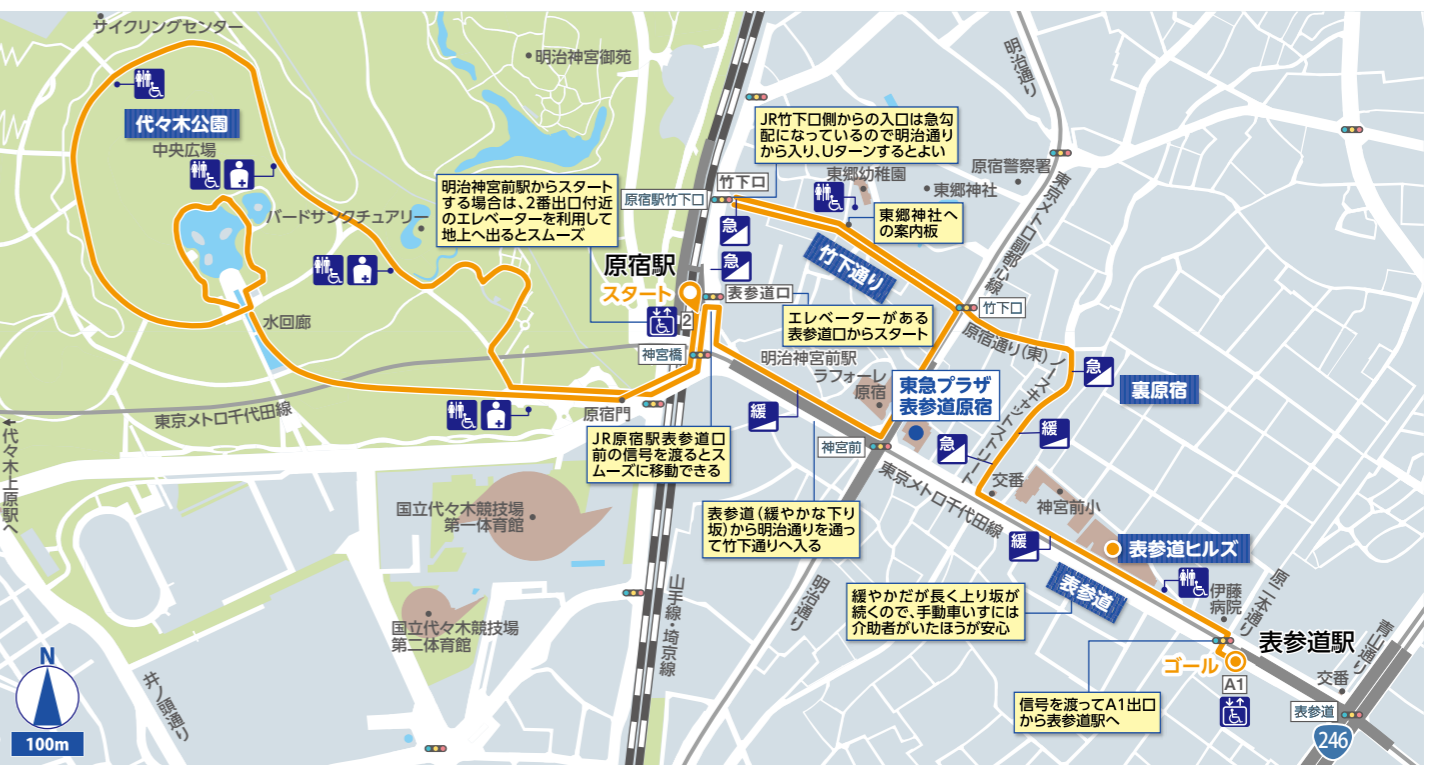 サイクリングセンター
明治神宮御苑
代々木公園
中央広場
バードサンクチュアリー
水回廊
明治神宮前駅からスタート
する場合は、2番出口付近
のエレベーターを利用して
地上へ出るとスムーズ
JR竹下口側からの入口は急勾
配になっているので明治通り
から入り、Uターンするとよい
明治通り
原宿警察署
東郷幼稚園
東郷神社
竹下口
原宿駅竹下口
急
東郷神社へ
の案内板
竹下通り
東京メトロ副都心線
原宿駅
急
スタート
表参道口
2
エレベーターがある
表参道口からスタート
竹下口
原宿通り(東)
ノースキャットストリート
急
裏原宿
神宮橋
明治神宮前駅
ラフォーレ
原宿
東急プラザ
表参道原宿
東京メトロ千代田線
原宿門
緩
緩
急
神宮前
←代々木上原駅へ
JR原宿駅表参道口
前の信号を渡るとス
ムーズに移動できる
東京メトロ千代田線
交番
神宮前小
国立代々木競技場
第一体育館
表参道(緩やかな下り
坂)から明治通りを通っ
て竹下通りへ入る
緩
表参道ヒルズ
表参道
明治通り
山手線・埼京線
緩やかだが長く上り坂が
続くので、手動車いすには
介助者がいたほうが安心
伊藤
病院
原二本通り
青山通り
国立代々木競技場
第二体育館
表参道駅
ゴール
A1
交番
信号を渡ってA1出口
から表参道駅へ
表参道
246
井ノ頭通り
N
100m